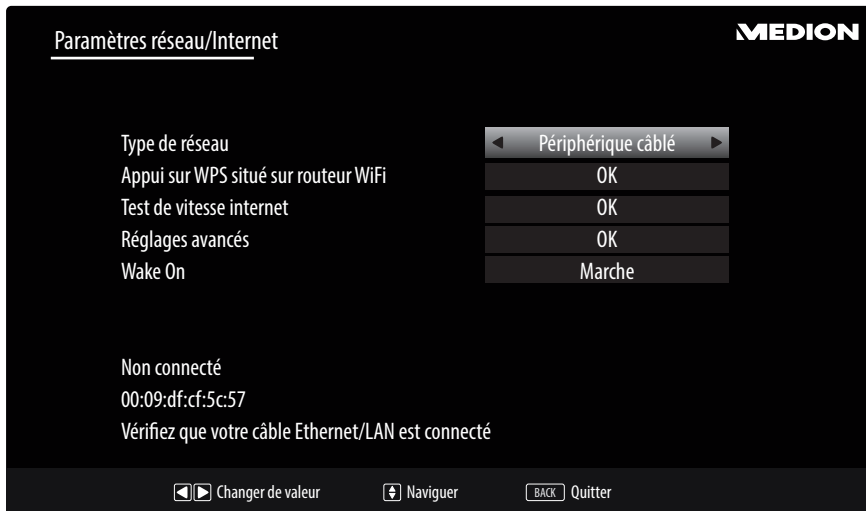 Paramètres réseau/Internet
MEDION
Type de réseau Périphérique câblé
Appui sur WPS situé sur routeur WiFi OK
Test de vitesse internet OK
Réglages avancés OK
Wake On Marche
Non connecté
00:09:df:cf:5c:57
Vérifiez que votre câble Ethernet/LAN est connecté
Changer de valeur Naviguer BACK Quitter